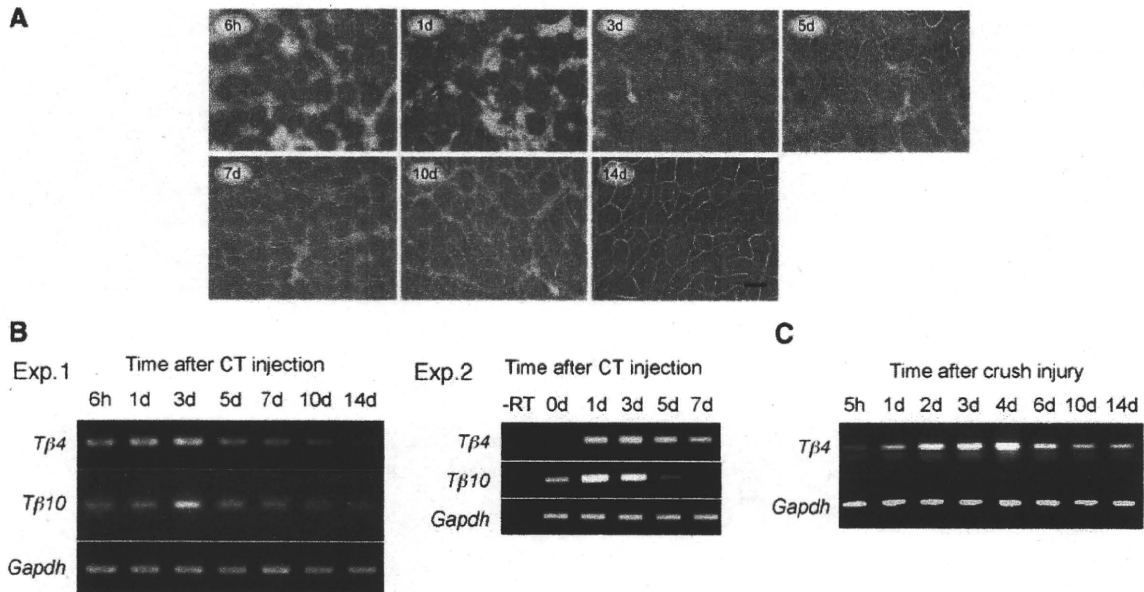 A
6h
1d
3d
5d
7d
10d
14d
B
Exp.1
Time after CT injection
6h 1d 3d 5d 7d 10d 14d
Tβ4
Tβ10
Gapdh
Exp.2
Time after CT injection
-RT 0d 1d 3d 5d 7d
Tβ4
Tβ10
Gapdh
C
Time after crush injury
5h 1d 2d 3d 4d 6d 10d 14d
Tβ4
Gapdh